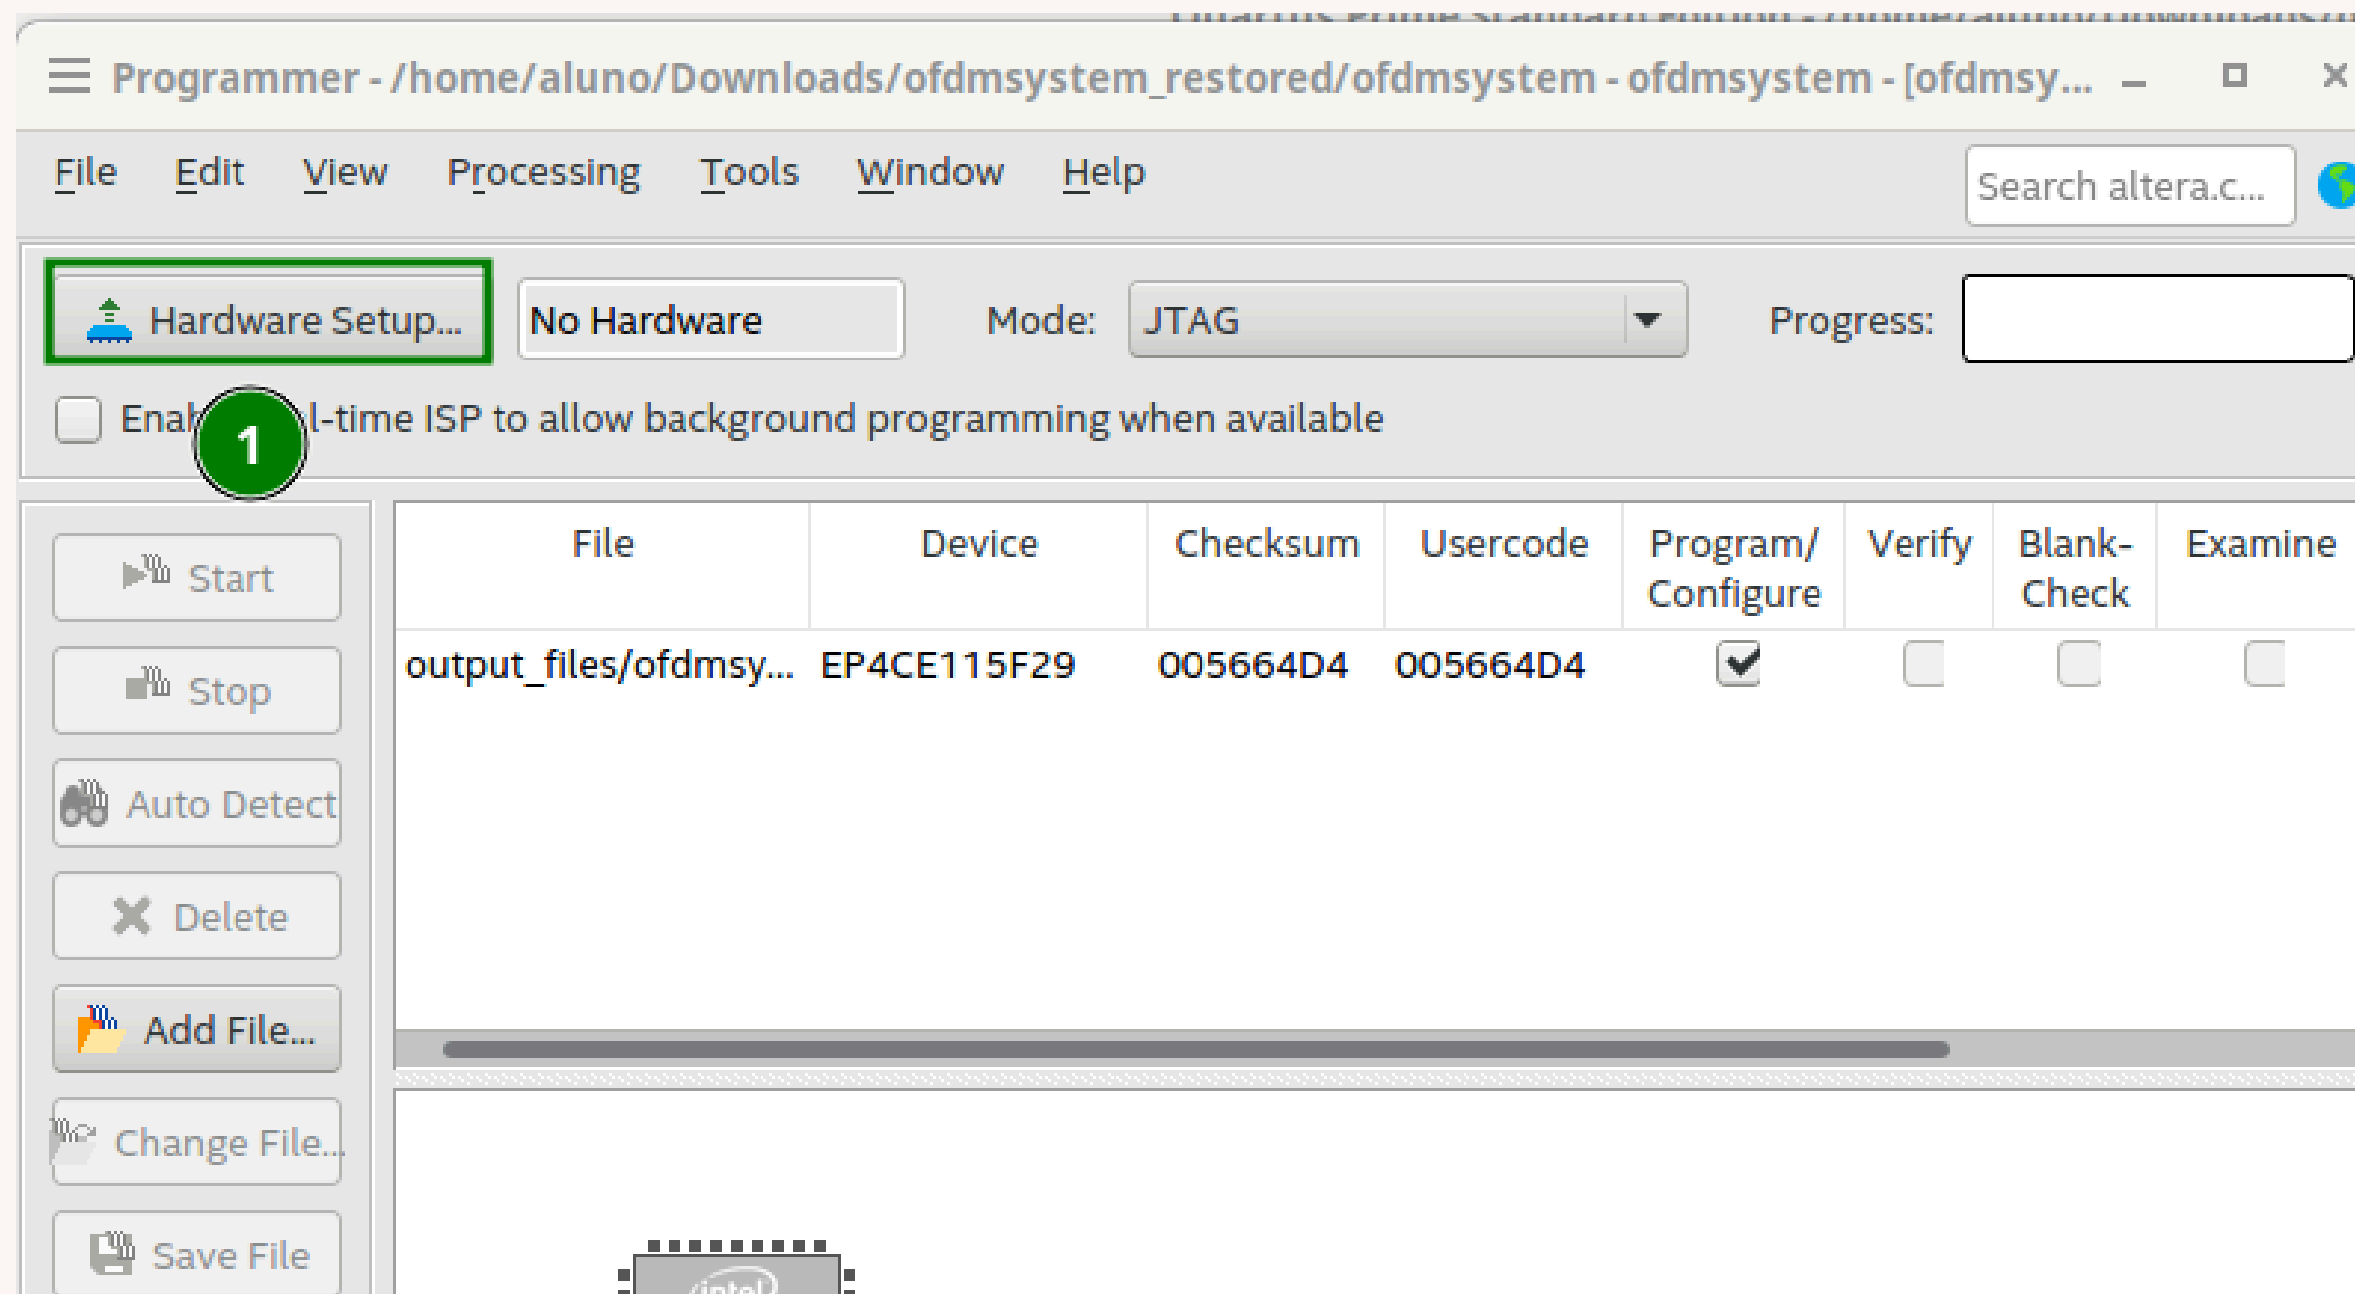 Programmer - /home/aluno/Downloads/ofdmsystem_restored/ofdmsystem - ofdmsystem - [ofdmsy...
File Edit View Processing Tools Window Help
Search altera.c...
Hardware Setup... No Hardware Mode: JTAG Progress:
l-time ISP to allow background programming when available
1
File Device Checksum Usercode Program/ Verify Blank- Examine
Configure Check
output_files/ofdmsy... EP4CE115F29 005664D4 005664D4
Start
Stop
Auto Detect
Delete
Add File...
Change File...
Save File
intel